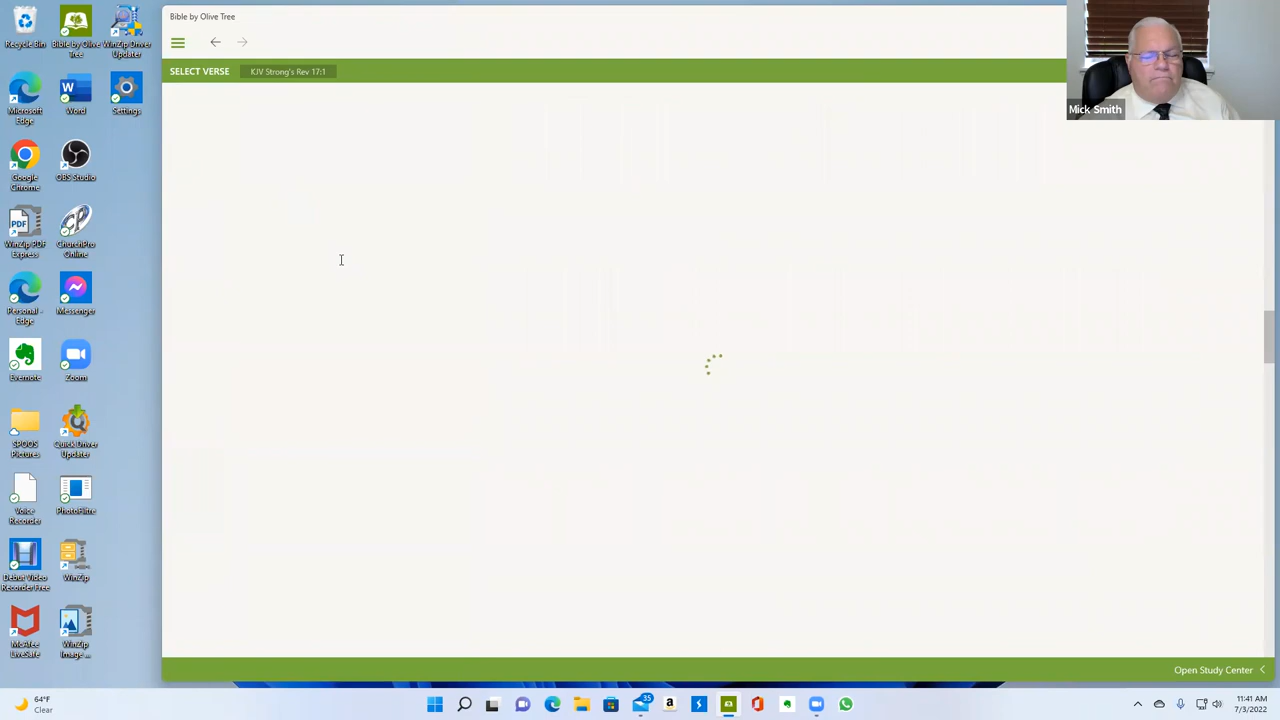 Bible by Olive Tree
SELECT VERSE
KJV Strong's Rev 17:1
Mick Smith
Recycle Bin
Bible by Olive
Tree
WinZip Driver
Updater
Microsoft
Edge
Word
Settings
Google
Chrome
OBS Studio
WinZip PDF
Express
ChurchPro
Online
Personal -
Edge
Messenger
Evernote
Zoom
SPOOS
Pictures
Quick Driver
Updater
Voice
Recorder
PhotoFiltre
Debut Video
Recorder Free
WinZip
McAfee
LiveSafe
WinZip
Image ...
Open Study Center
64°F
Clear
35
11:41 AM
7/3/2022